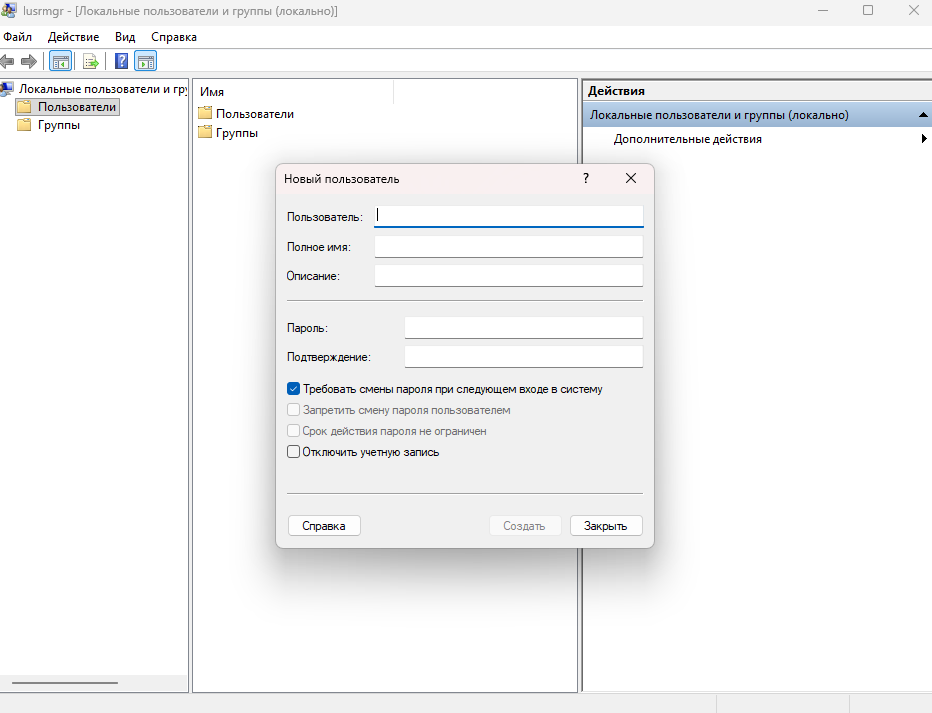 lusrmgr - [Локальные пользователи и группы (локально)]
Файл Действие Вид Справка
Локальные пользователи и гру
Пользователи
Группы
Имя
Пользователи
Группы
Действия
Локальные пользователи и группы (локально)
Дополнительные действия
Новый пользователь
Пользователь:
Полное имя:
Описание:
Пароль:
Подтверждение:
Требовать смены пароля при следующем входе в систему
Запретить смену пароля пользователем
Срок действия пароля не ограничен
Отключить учетную запись
Справка Создать Закрыть